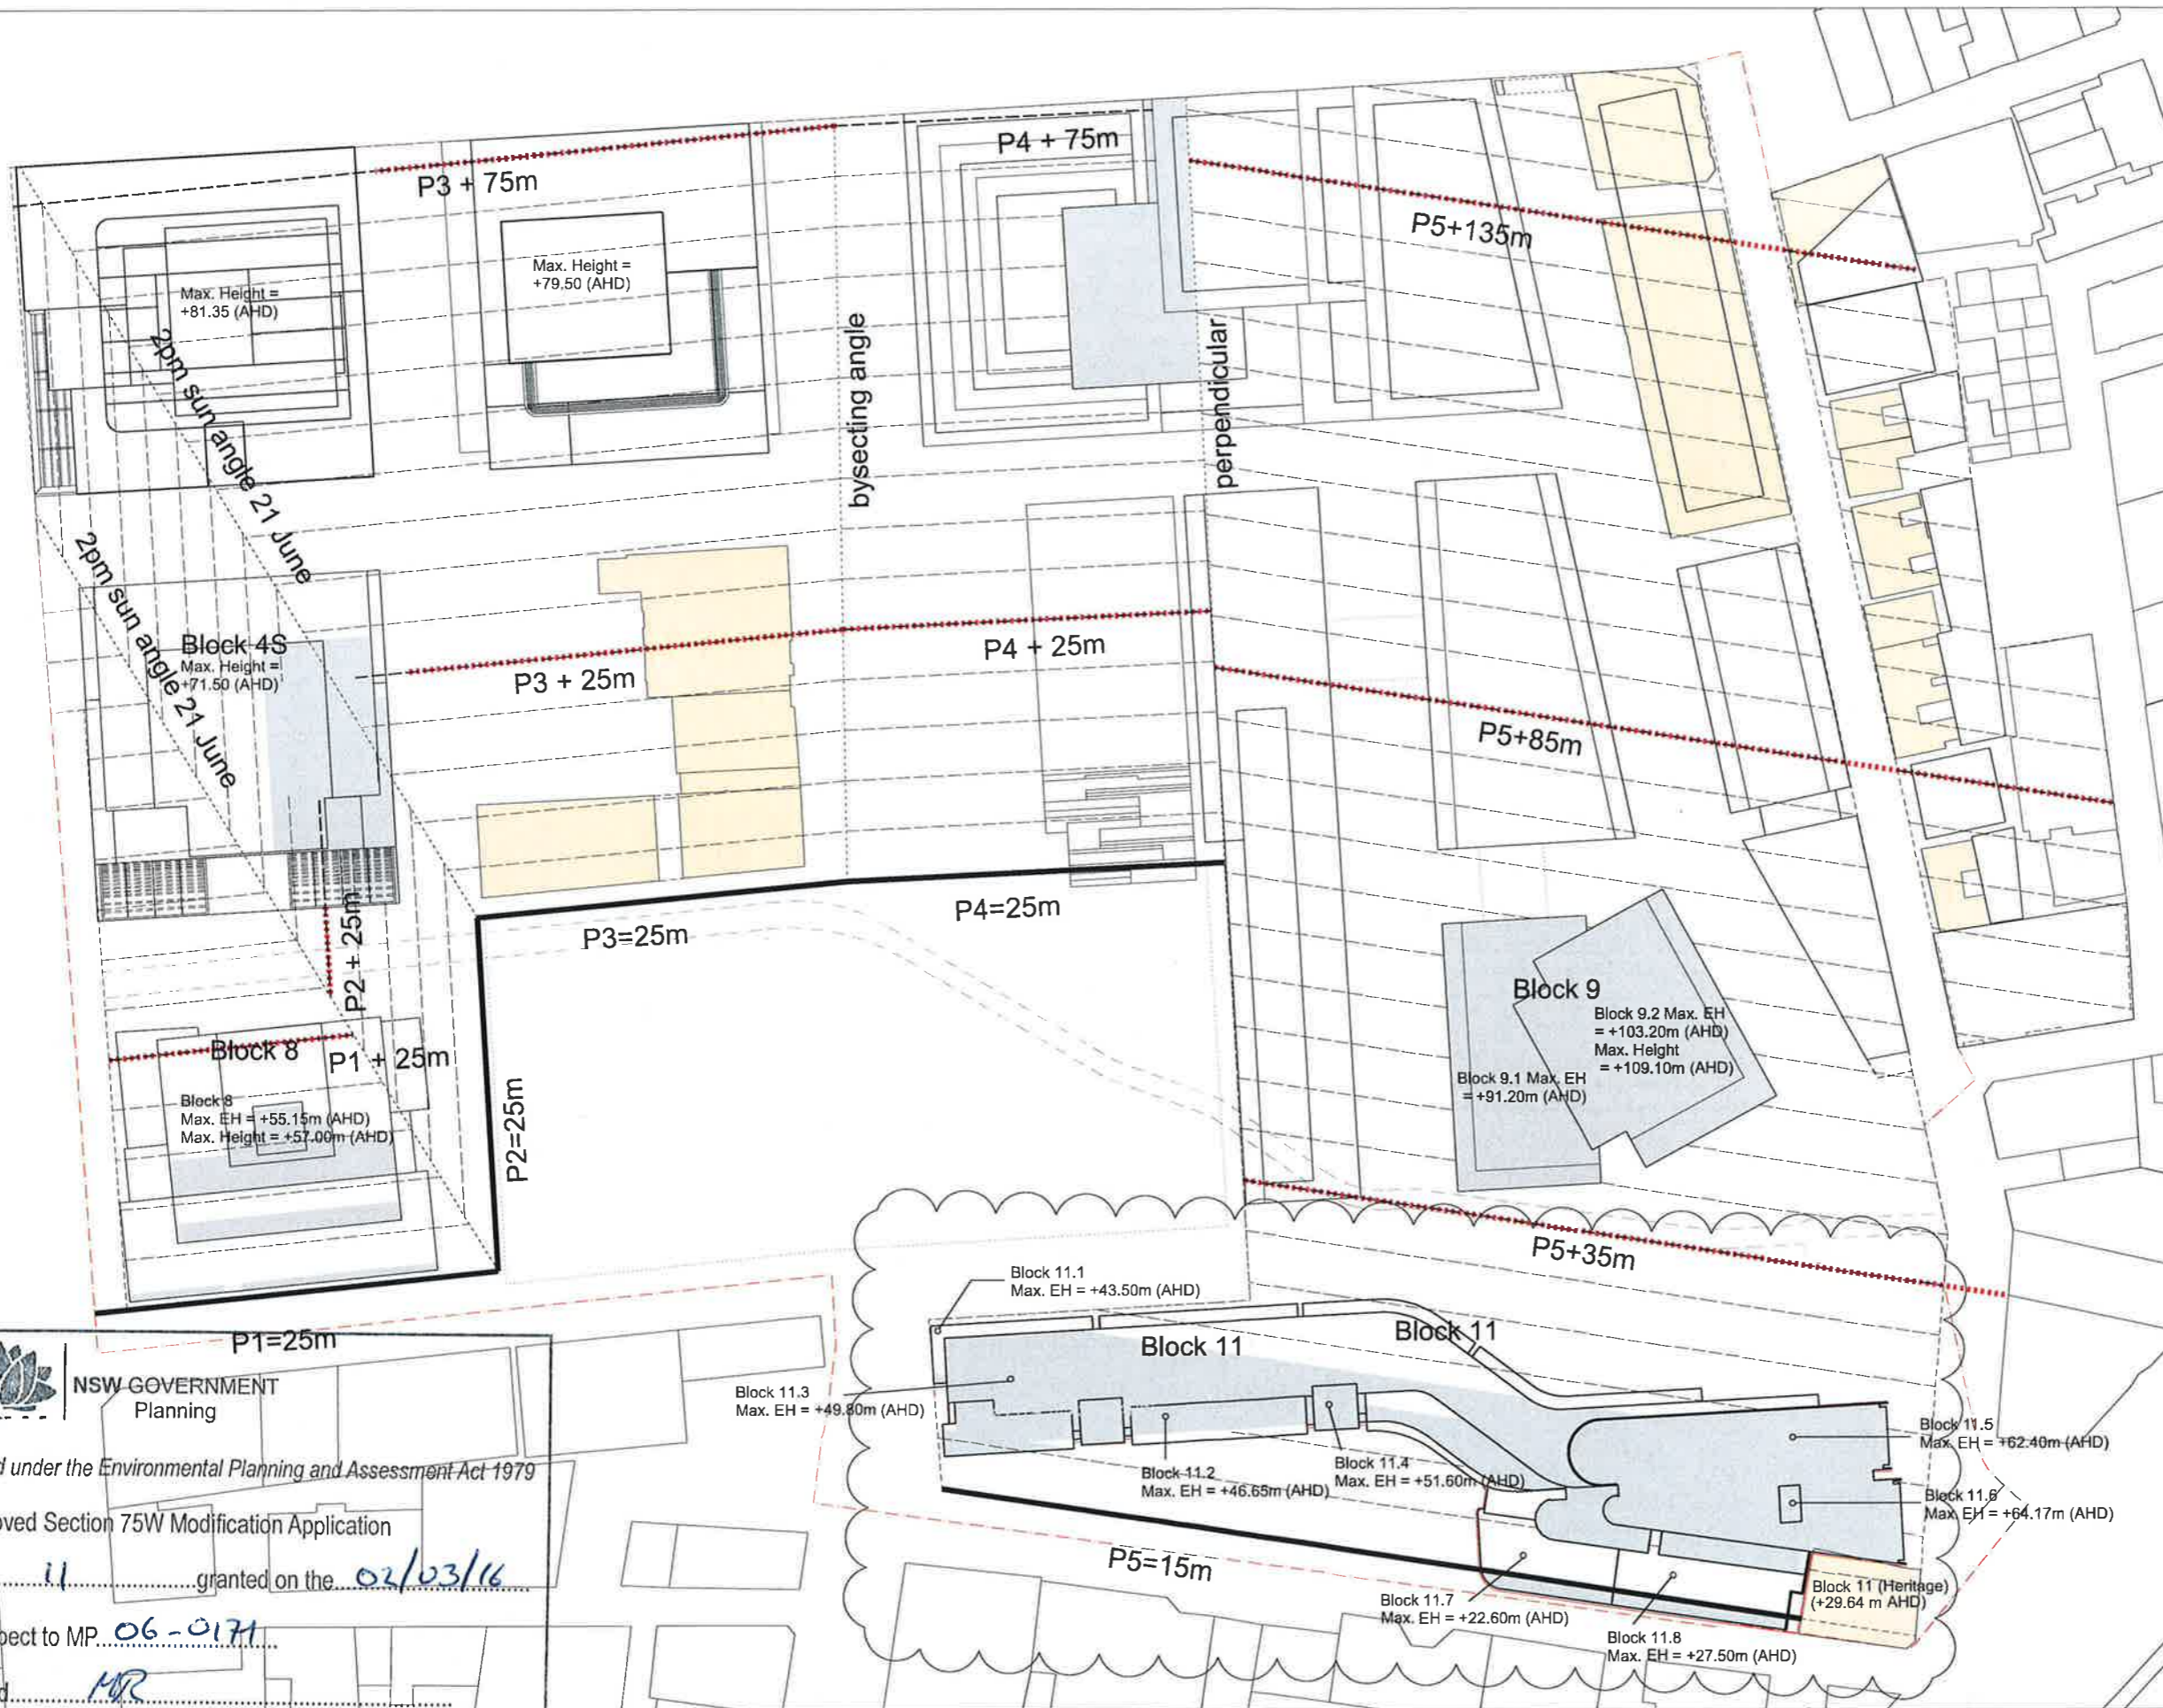 P3 + 75m
P4 + 75m
P5+135m
Max. Height =
+81.35 (AHD)
Max. Height =
+79.50 (AHD)
2pm sun angle 21 June
bysecting angle
perpendicular
2pm sun angle 21 June
Block 4S
Max. Height =
+71.50 (AHD)
P3 + 25m
P4 + 25m
P5+85m
P2 + 25m
P3=25m
P4=25m
Block 9
Block 9.2 Max. EH
= +103.20m (AHD)
Max. Height
= +109.10m (AHD)
Block 9.1 Max. EH
= +91.20m (AHD)
Block 8
P1 + 25m
Block 8
Max. EH = +55.15m (AHD)
Max. Height = +57.00m (AHD)
P2=25m
P5+35m
Block 11.1
Max. EH = +43.50m (AHD)
Block 11
Block 11
P1=25m
Block 11.3
Max. EH = +49.80m (AHD)
Block 11.2
Max. EH = +46.65m (AHD)
Block 11.4
Max. EH = +51.60m (AHD)
Block 11.5
Max. EH = +62.40m (AHD)
Block 11.6
Max. EH = +64.17m (AHD)
P5=15m
Block 11.7
Max. EH = +22.60m (AHD)
Block 11.8
Max. EH = +27.50m (AHD)
Block 11 (Heritage)
(+29.64 m AHD)
NSW GOVERNMENT
Planning
d under the Environmental Planning and Assessment Act 1979
oved Section 75W Modification Application
11 granted on the 02/03/16
pect to MP 06-0171
d MR